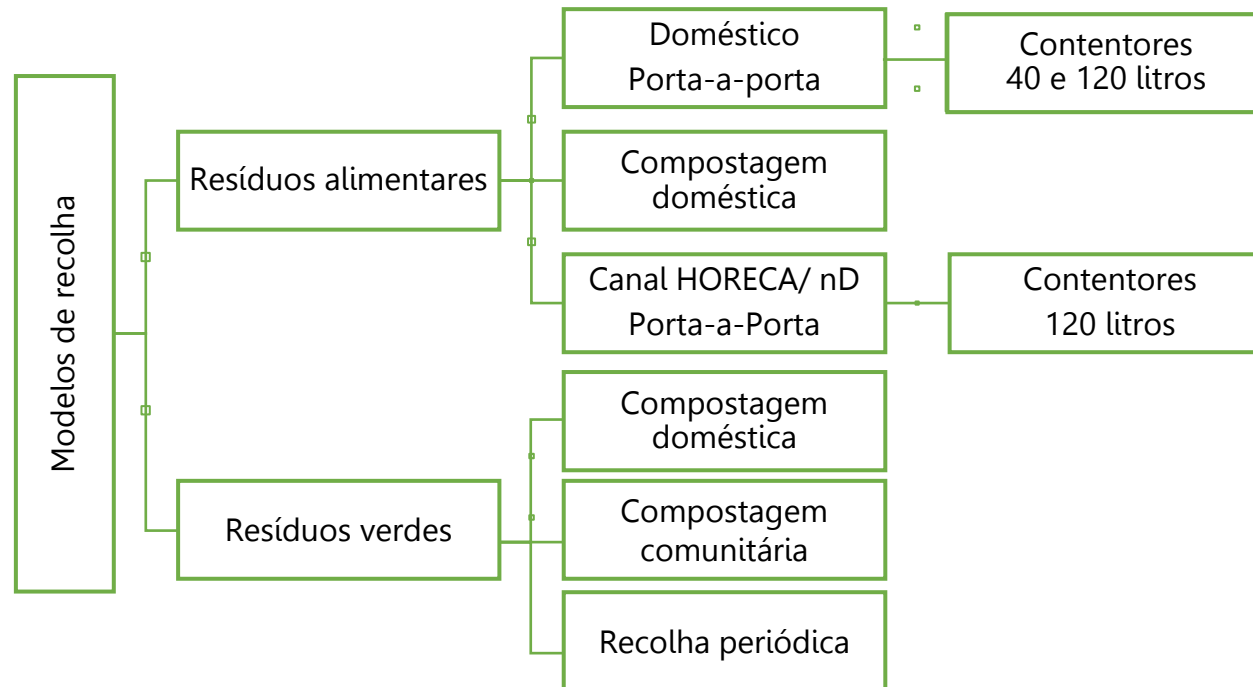 Modelos de recolha
Resíduos alimentares
Doméstico
Porta-a-porta
Contentores
40 e 120 litros
Compostagem
doméstica
Canal HORECA/ nD
Porta-a-Porta
Contentores
120 litros
Resíduos verdes
Compostagem
doméstica
Compostagem
comunitária
Recolha periódica